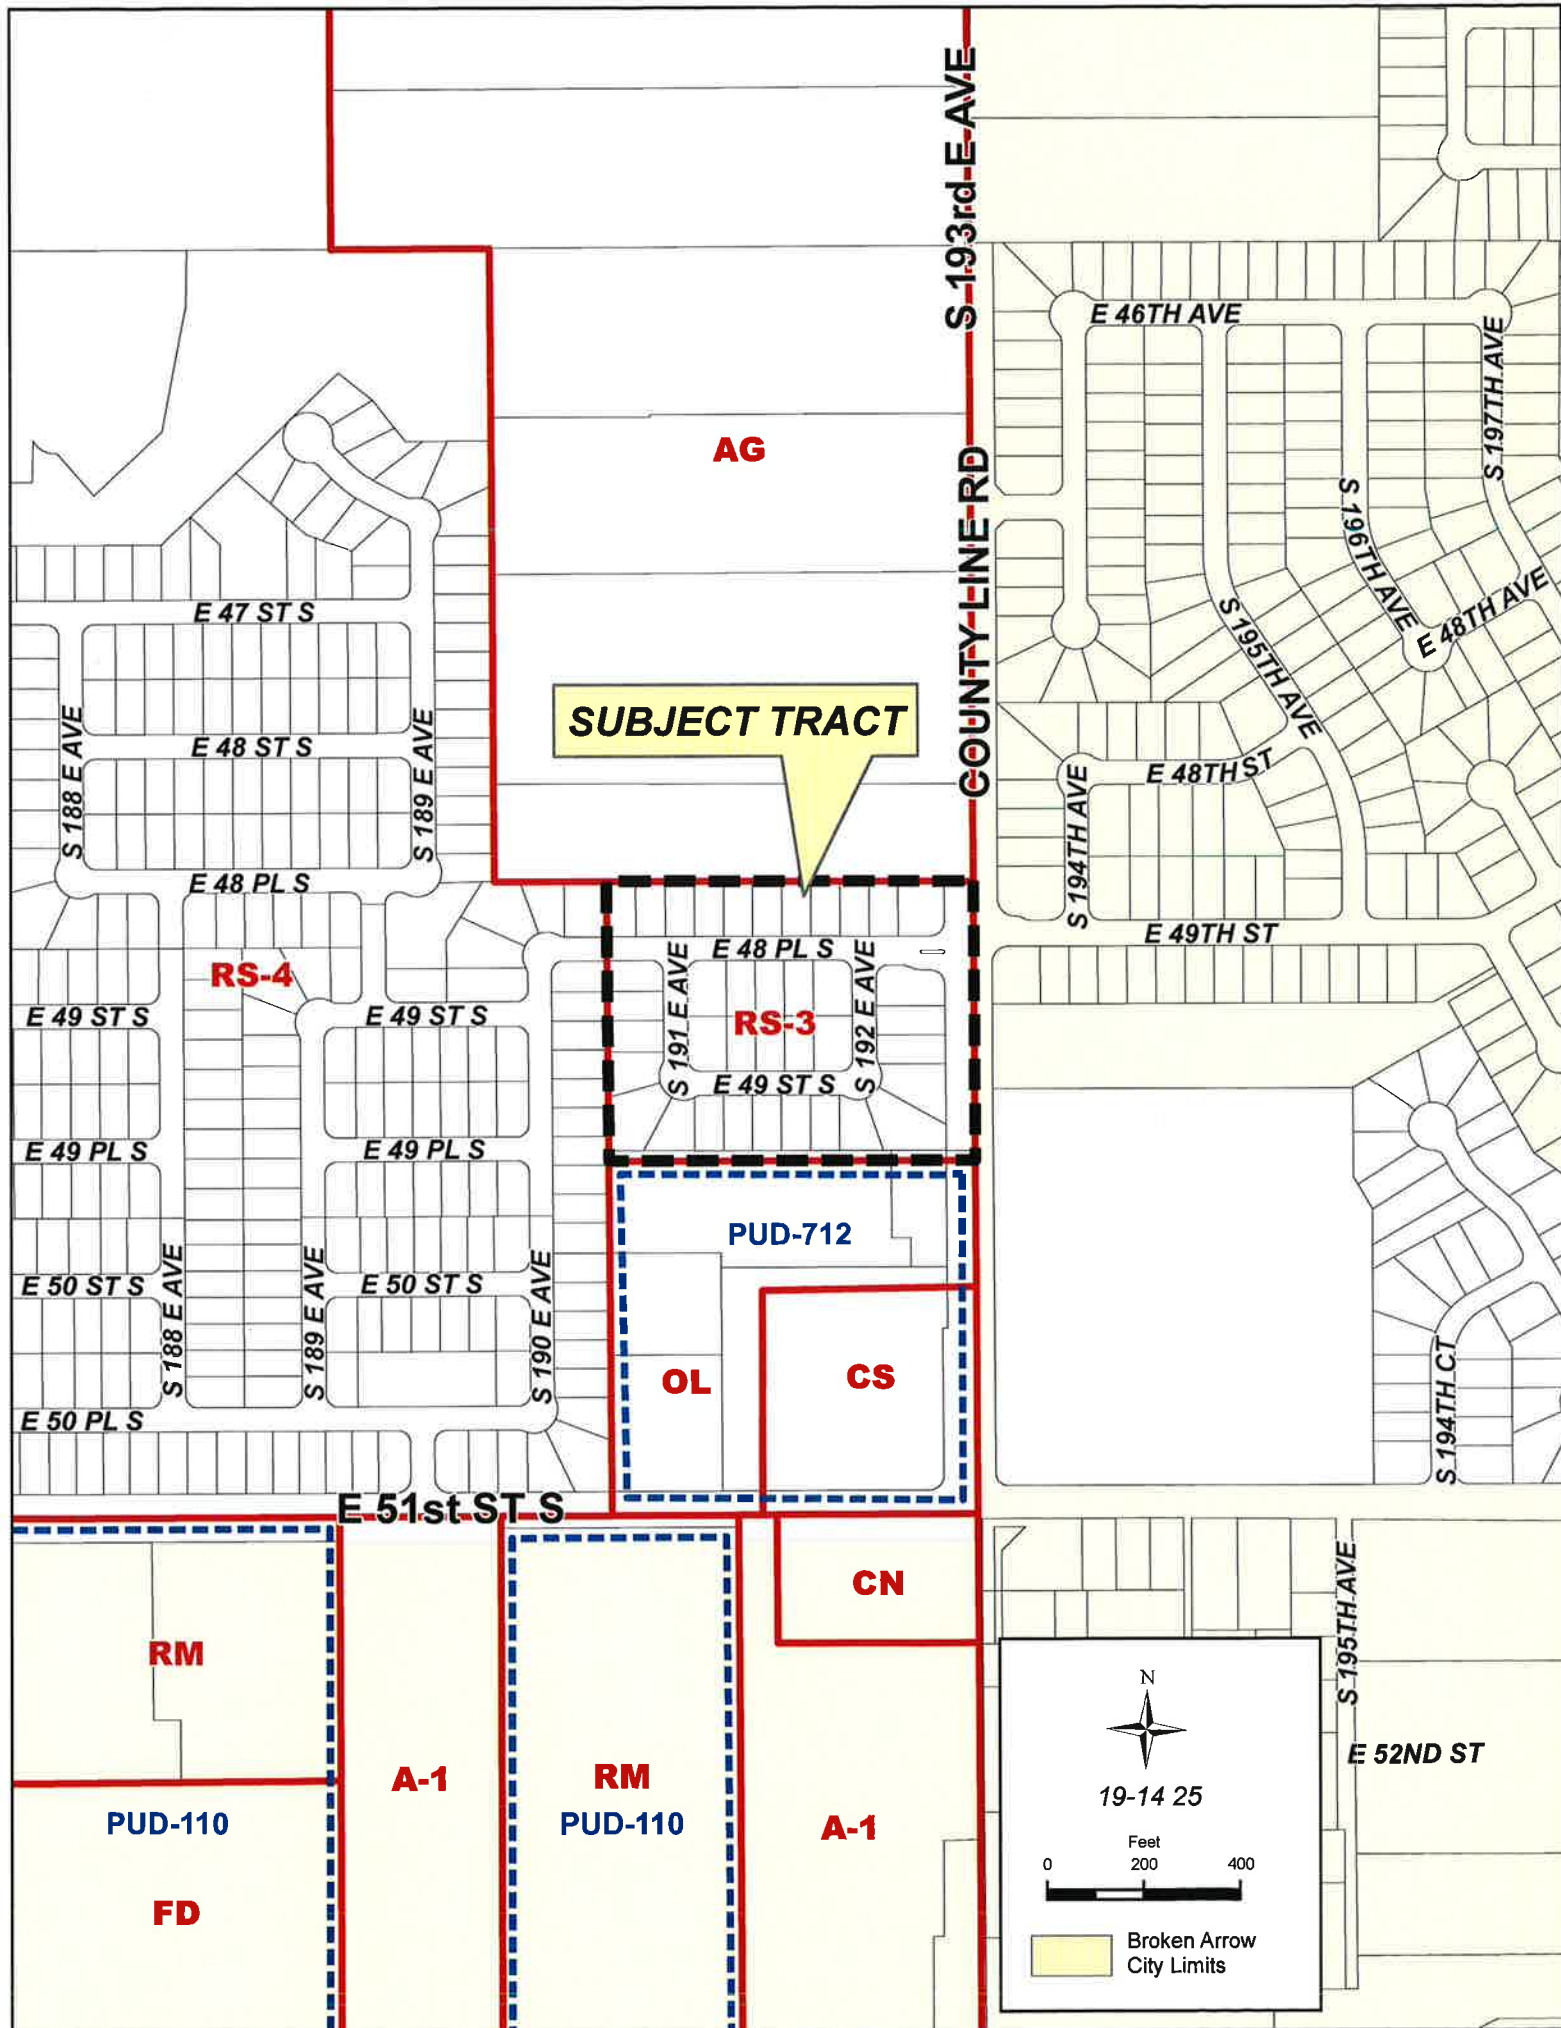 S 193rd E AVE
E 46TH AVE
S 197TH AVE
AG
COUNTY LINE RD
S 196TH AVE
E 48TH AVE
S 195TH AVE
E 47 ST S
S 188 E AVE
S 189 E AVE
E 48 ST S
SUBJECT TRACT
E 48TH ST
S 194TH AVE
E 48 PL S
E 49TH ST
E 48 PL S
RS-4
S 191 E AVE
S 192 E AVE
RS-3
E 49 ST S
E 49 ST S
E 49 ST S
E 49 PL S
E 49 PL S
PUD-712
E 50 ST S
S 188 E AVE
S 189 E AVE
E 50 ST S
S 190 E AVE
OL
CS
S 194TH CT
E 50 PL S
E 51st ST S
CN
S 195TH AVE
RM
N
E 52ND ST
A-1
RM
19-14 25
PUD-110
PUD-110
A-1
Feet
0 200 400
FD
Broken Arrow
City Limits